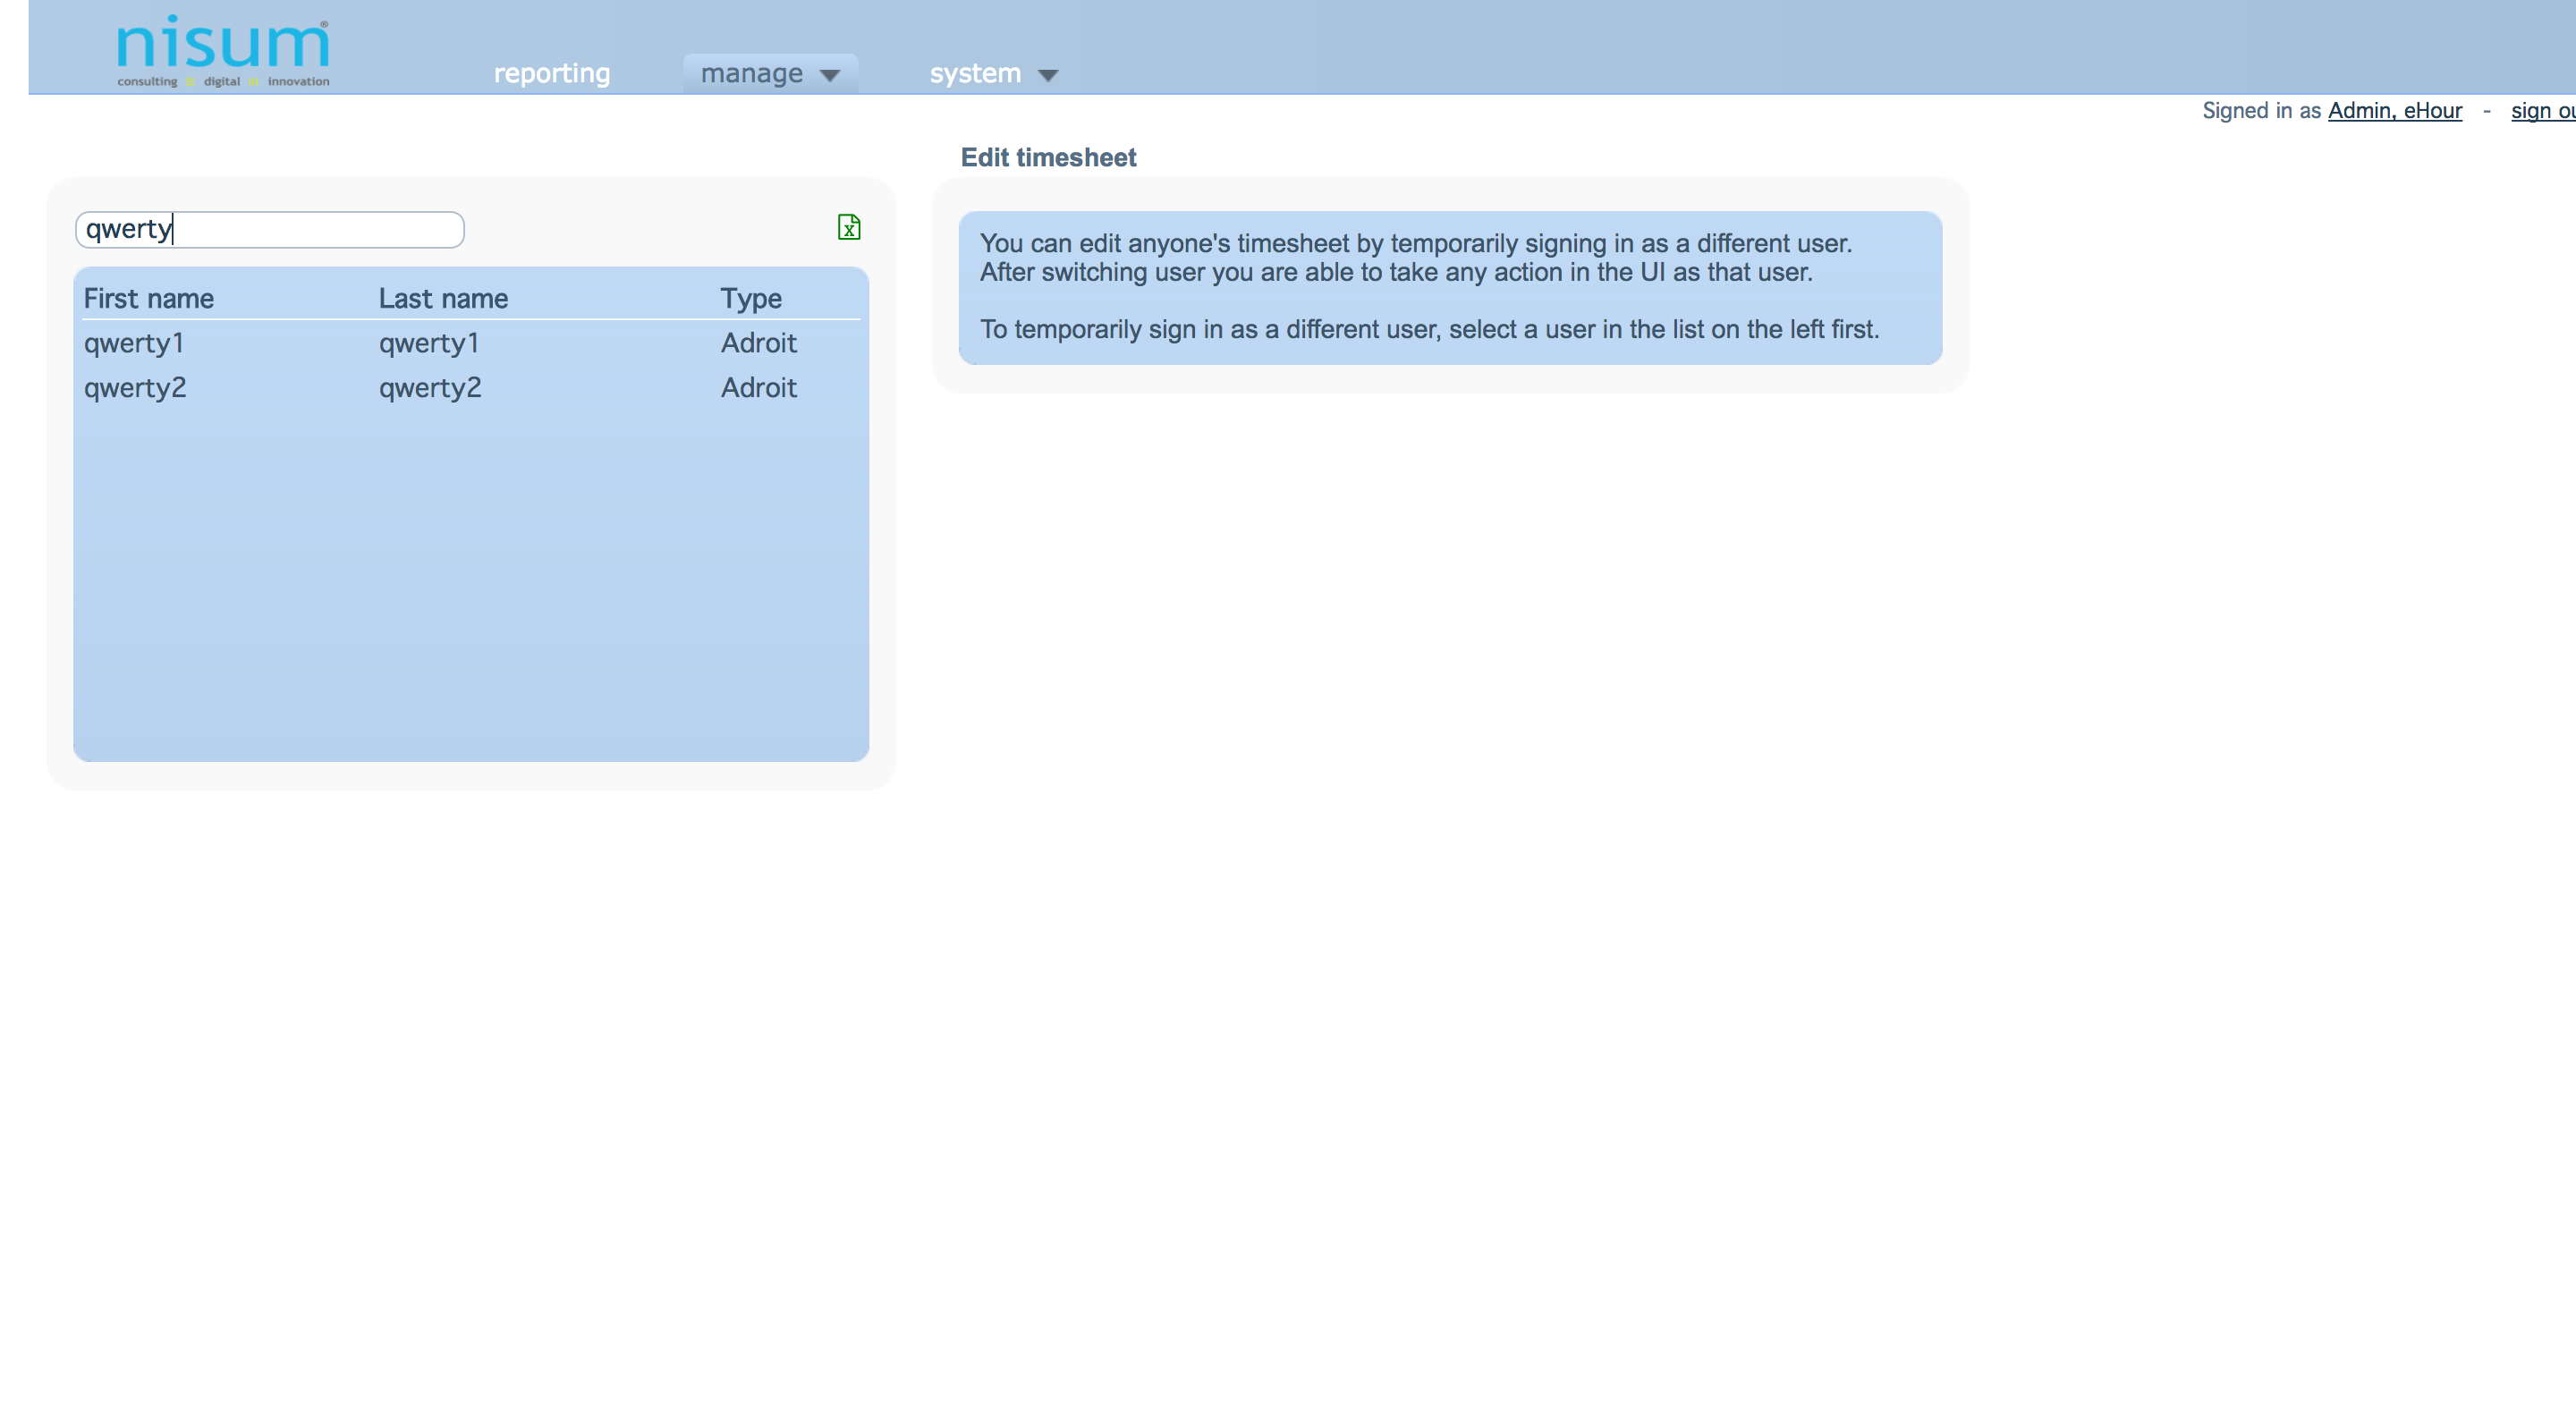 nisum®
consulting digital innovation
reporting manage system
Signed in as Admin, eHour - sign ou
Edit timesheet
qwerty
First name Last name Type
qwerty1 qwerty1 Adroit
qwerty2 qwerty2 Adroit
You can edit anyone's timesheet by temporarily signing in as a different user.
After switching user you are able to take any action in the UI as that user.
To temporarily sign in as a different user, select a user in the list on the left first.